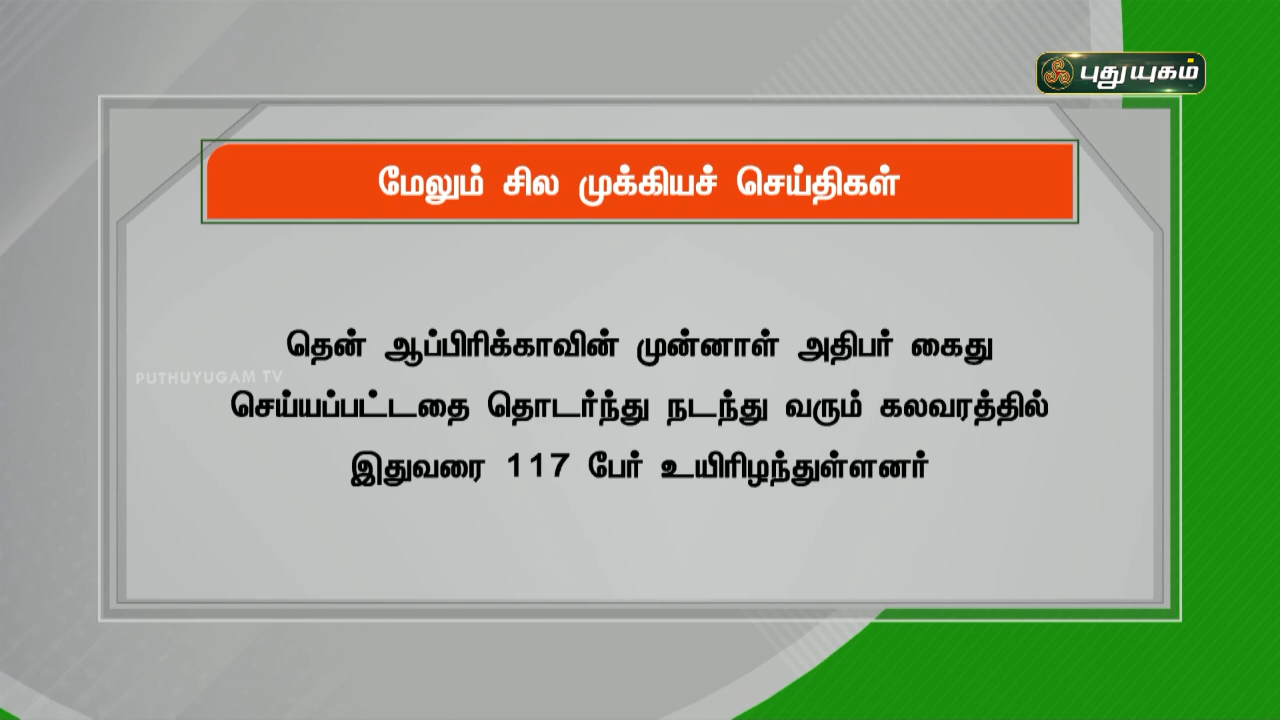 புதுயுகம்
மேலும் சில முக்கியச் செய்திகள்
தென் ஆப்பிரிக்காவின் முன்னாள் அதிபர் கைது
PUTHUYUGAM TV
செய்யப்பட்டதை தொடர்ந்து நடந்து வரும் கலவரத்தில்
இதுவரை 117 பேர் உயிரிழந்துள்ளனர்